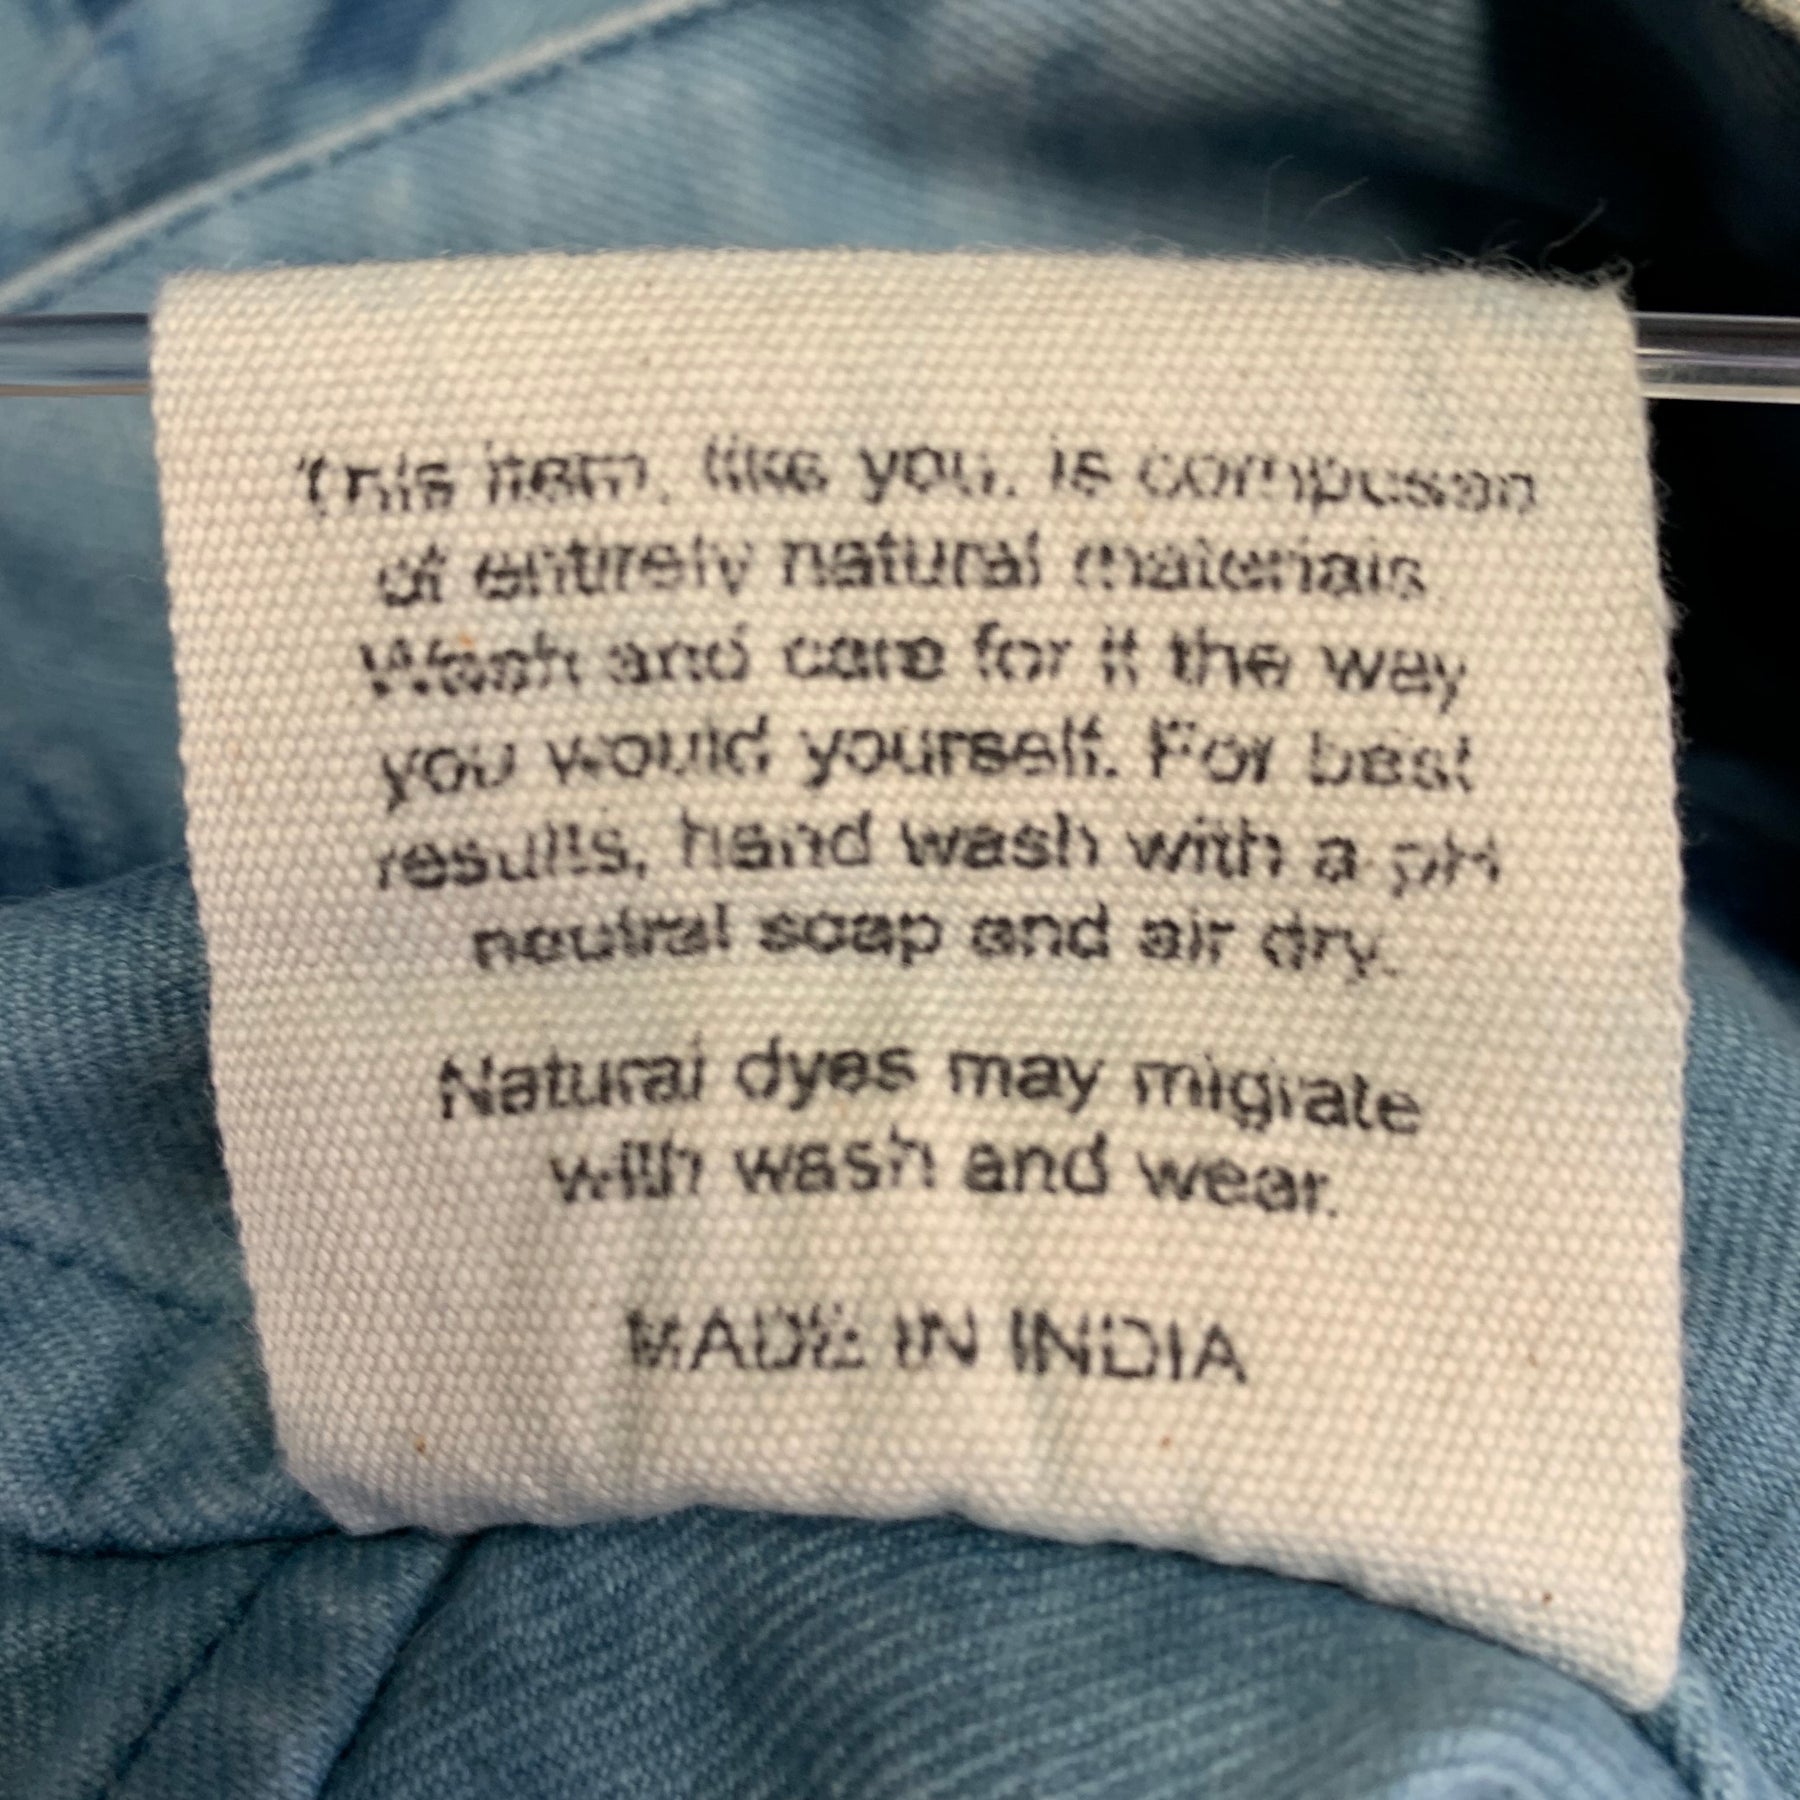 This item, like you, is composed
of entirely natural materials.
Wash and care for it the way
you would yourself. For best
results, hand wash with a pH
neutral soap and air dry.
Natural dyes may migrate
with wash and wear.
MADE IN INDIA